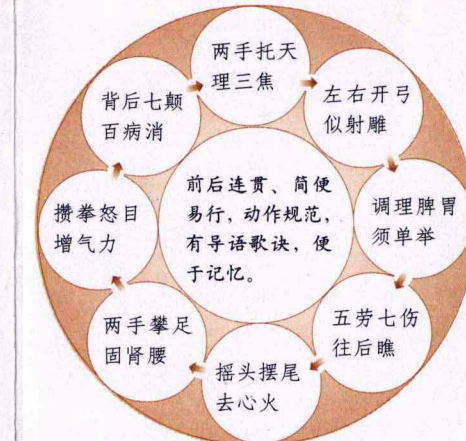 两手托天
理三焦
左右开弓
似射雕
调理脾胃
须单举
五劳七伤
往后瞧
摇头摆尾
去心火
两手攀足
固肾腰
攒拳怒目
增气力
背后七颠
百病消
前后连贯、简便
易行，动作规范，
有导语歌诀，便
于记忆。